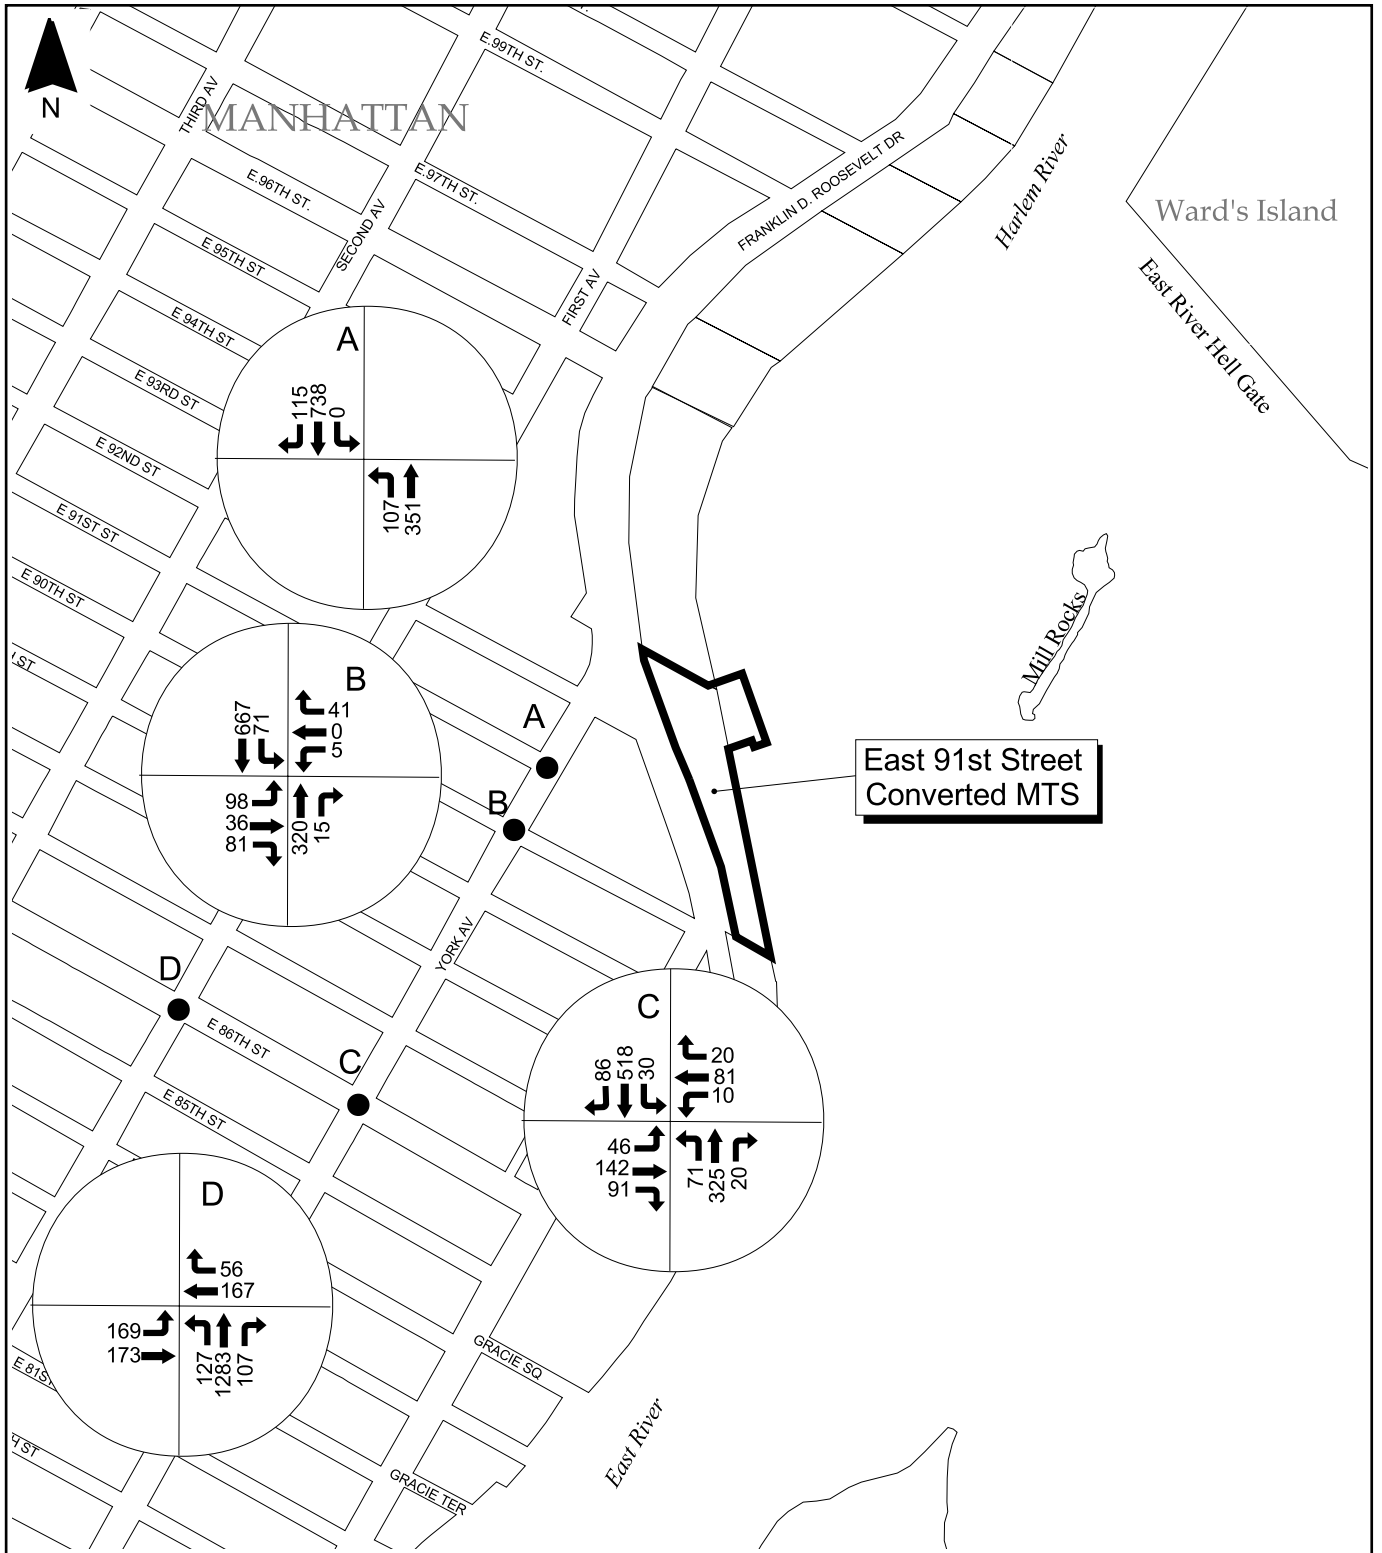 E.99TH ST.
THIRD AV
MANHATTAN
N
FRANKLIN D. ROOSEVELT DR
Harlem River
E.96TH ST.
E.97TH ST.
Ward's Island
SECOND AV
E 95TH ST
FIRST AV
East River Hell Gate
E 94TH ST
A
115
738
0
107
351
E 93RD ST
E 92ND ST
E 91ST ST
E 90TH ST
ST
Mill Rocks
B
667
71
41
0
5
98
36
81
320
15
A
B
East 91st Street
Converted MTS
YORK AV
D
E 86TH ST
C
E 85TH ST
C
86
518
30
20
81
10
46
142
91
71
325
20
D
56
167
169
173
127
1283
107
GRACIE SQ
E 81S
East River
H ST
GRACIE TER